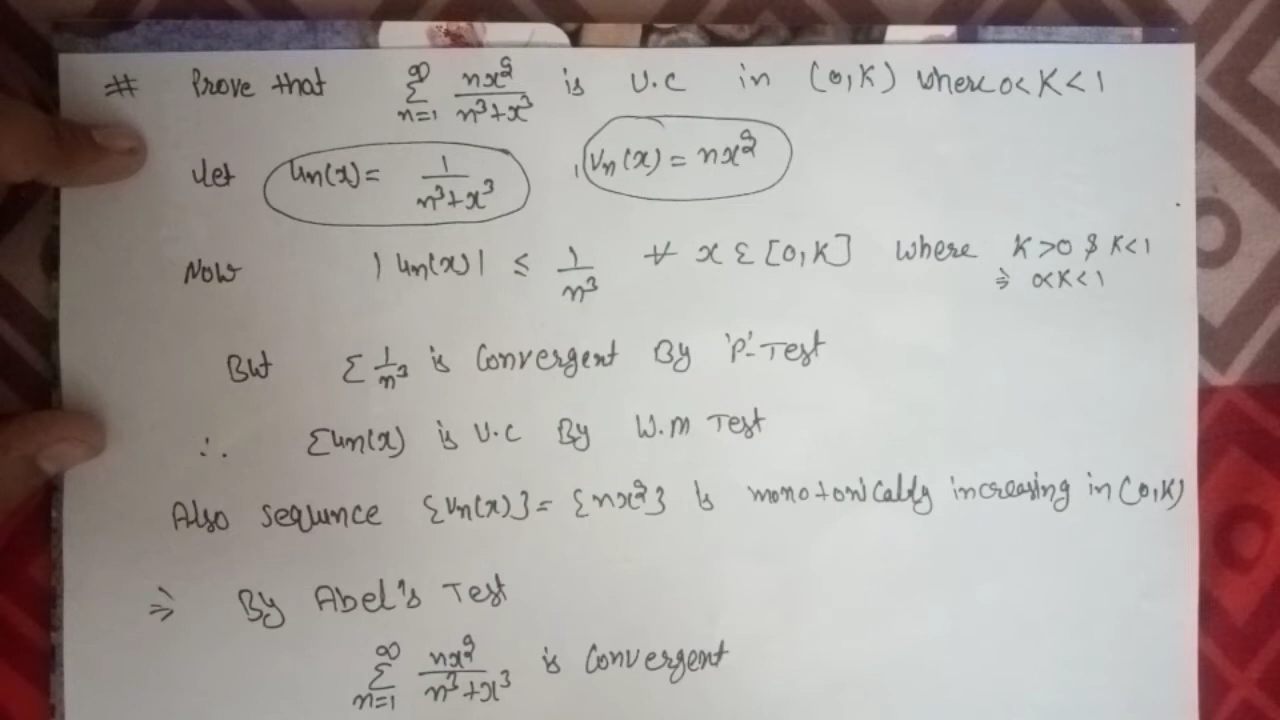 # Prove that ∞ Σ n=1 nx² / n³+x³ is U.C in (0,K) where 0<K<1
Let Un(x) = 1 / n³+x³ , Vn(x) = nx²
Now |Un(x)| ≤ 1 / n³ ∀ x ε [0,K] where K>0 & K<1
⇒ 0<K<1
But Σ 1/n³ is Convergent By 'P'-Test
∴ ΣUn(x) is U.C By W.M Test
Also sequnce {Vn(x)} = {nx²} is monotonically increasing in (0,K)
⇒ By Abel's Test
∞ Σ n=1 nx² / n³+x³ is Convergent